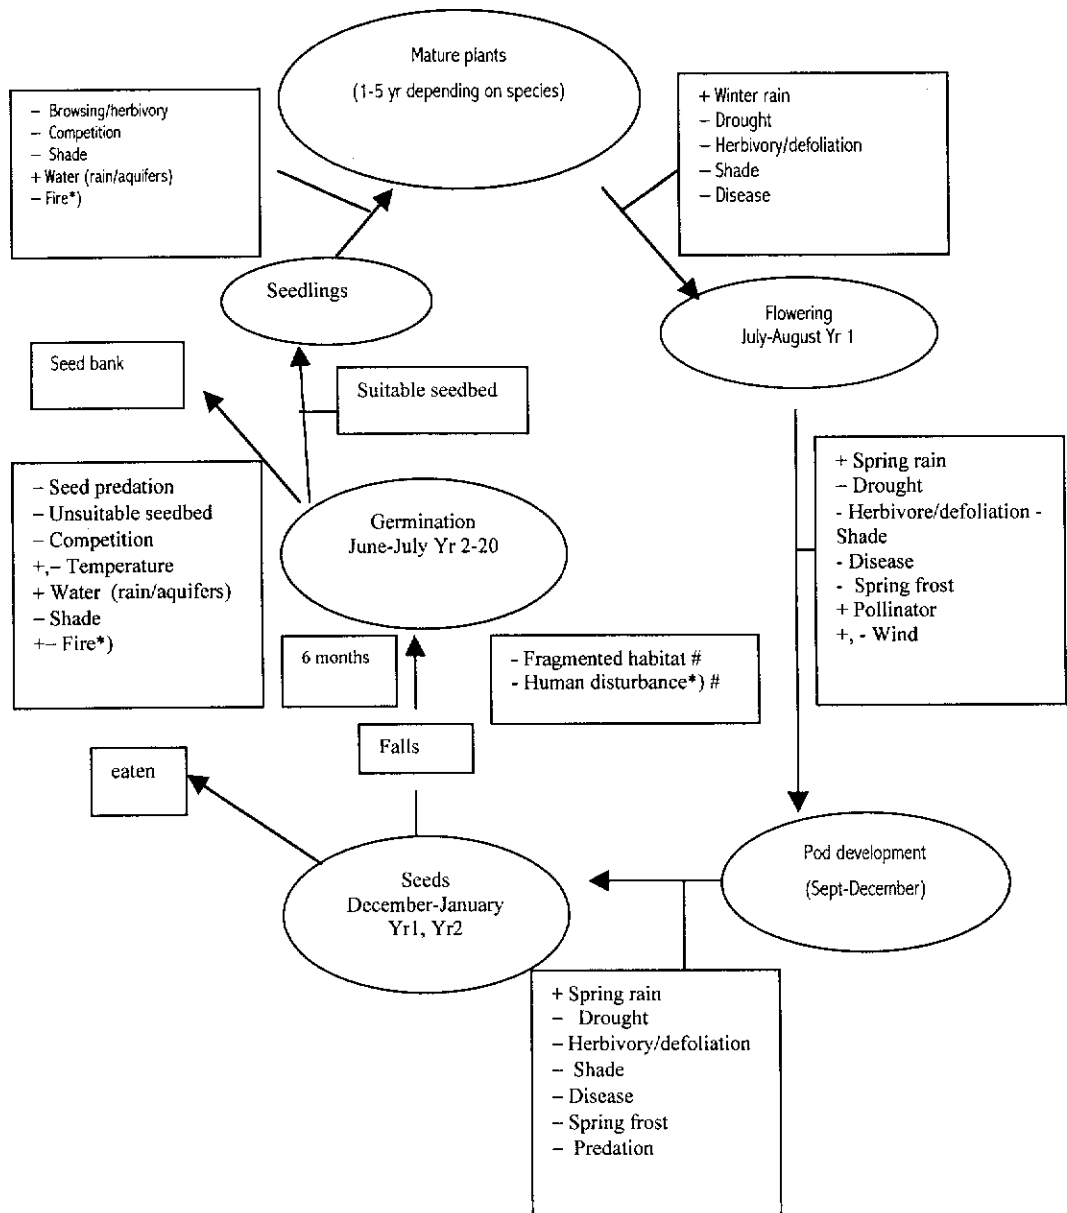 Mature plants
(1-5 yr depending on species)
– Browsing/herbivory
– Competition
– Shade
+ Water (rain/aquifers)
– Fire*)
+ Winter rain
– Drought
– Herbivory/defoliation
– Shade
– Disease
Seedlings
Flowering
July-August Yr 1
Seed bank
Suitable seedbed
– Seed predation
– Unsuitable seedbed
– Competition
+,– Temperature
+ Water (rain/aquifers)
– Shade
+– Fire*)
Germination
June-July Yr 2-20
+ Spring rain
– Drought
- Herbivore/defoliation -
Shade
- Disease
- Spring frost
+ Pollinator
+, - Wind
6 months
- Fragmented habitat #
- Human disturbance*) #
Falls
eaten
Seeds
December-January
Yr1, Yr2
Pod development
(Sept-December)
+ Spring rain
– Drought
– Herbivory/defoliation
– Shade
– Disease
– Spring frost
– Predation